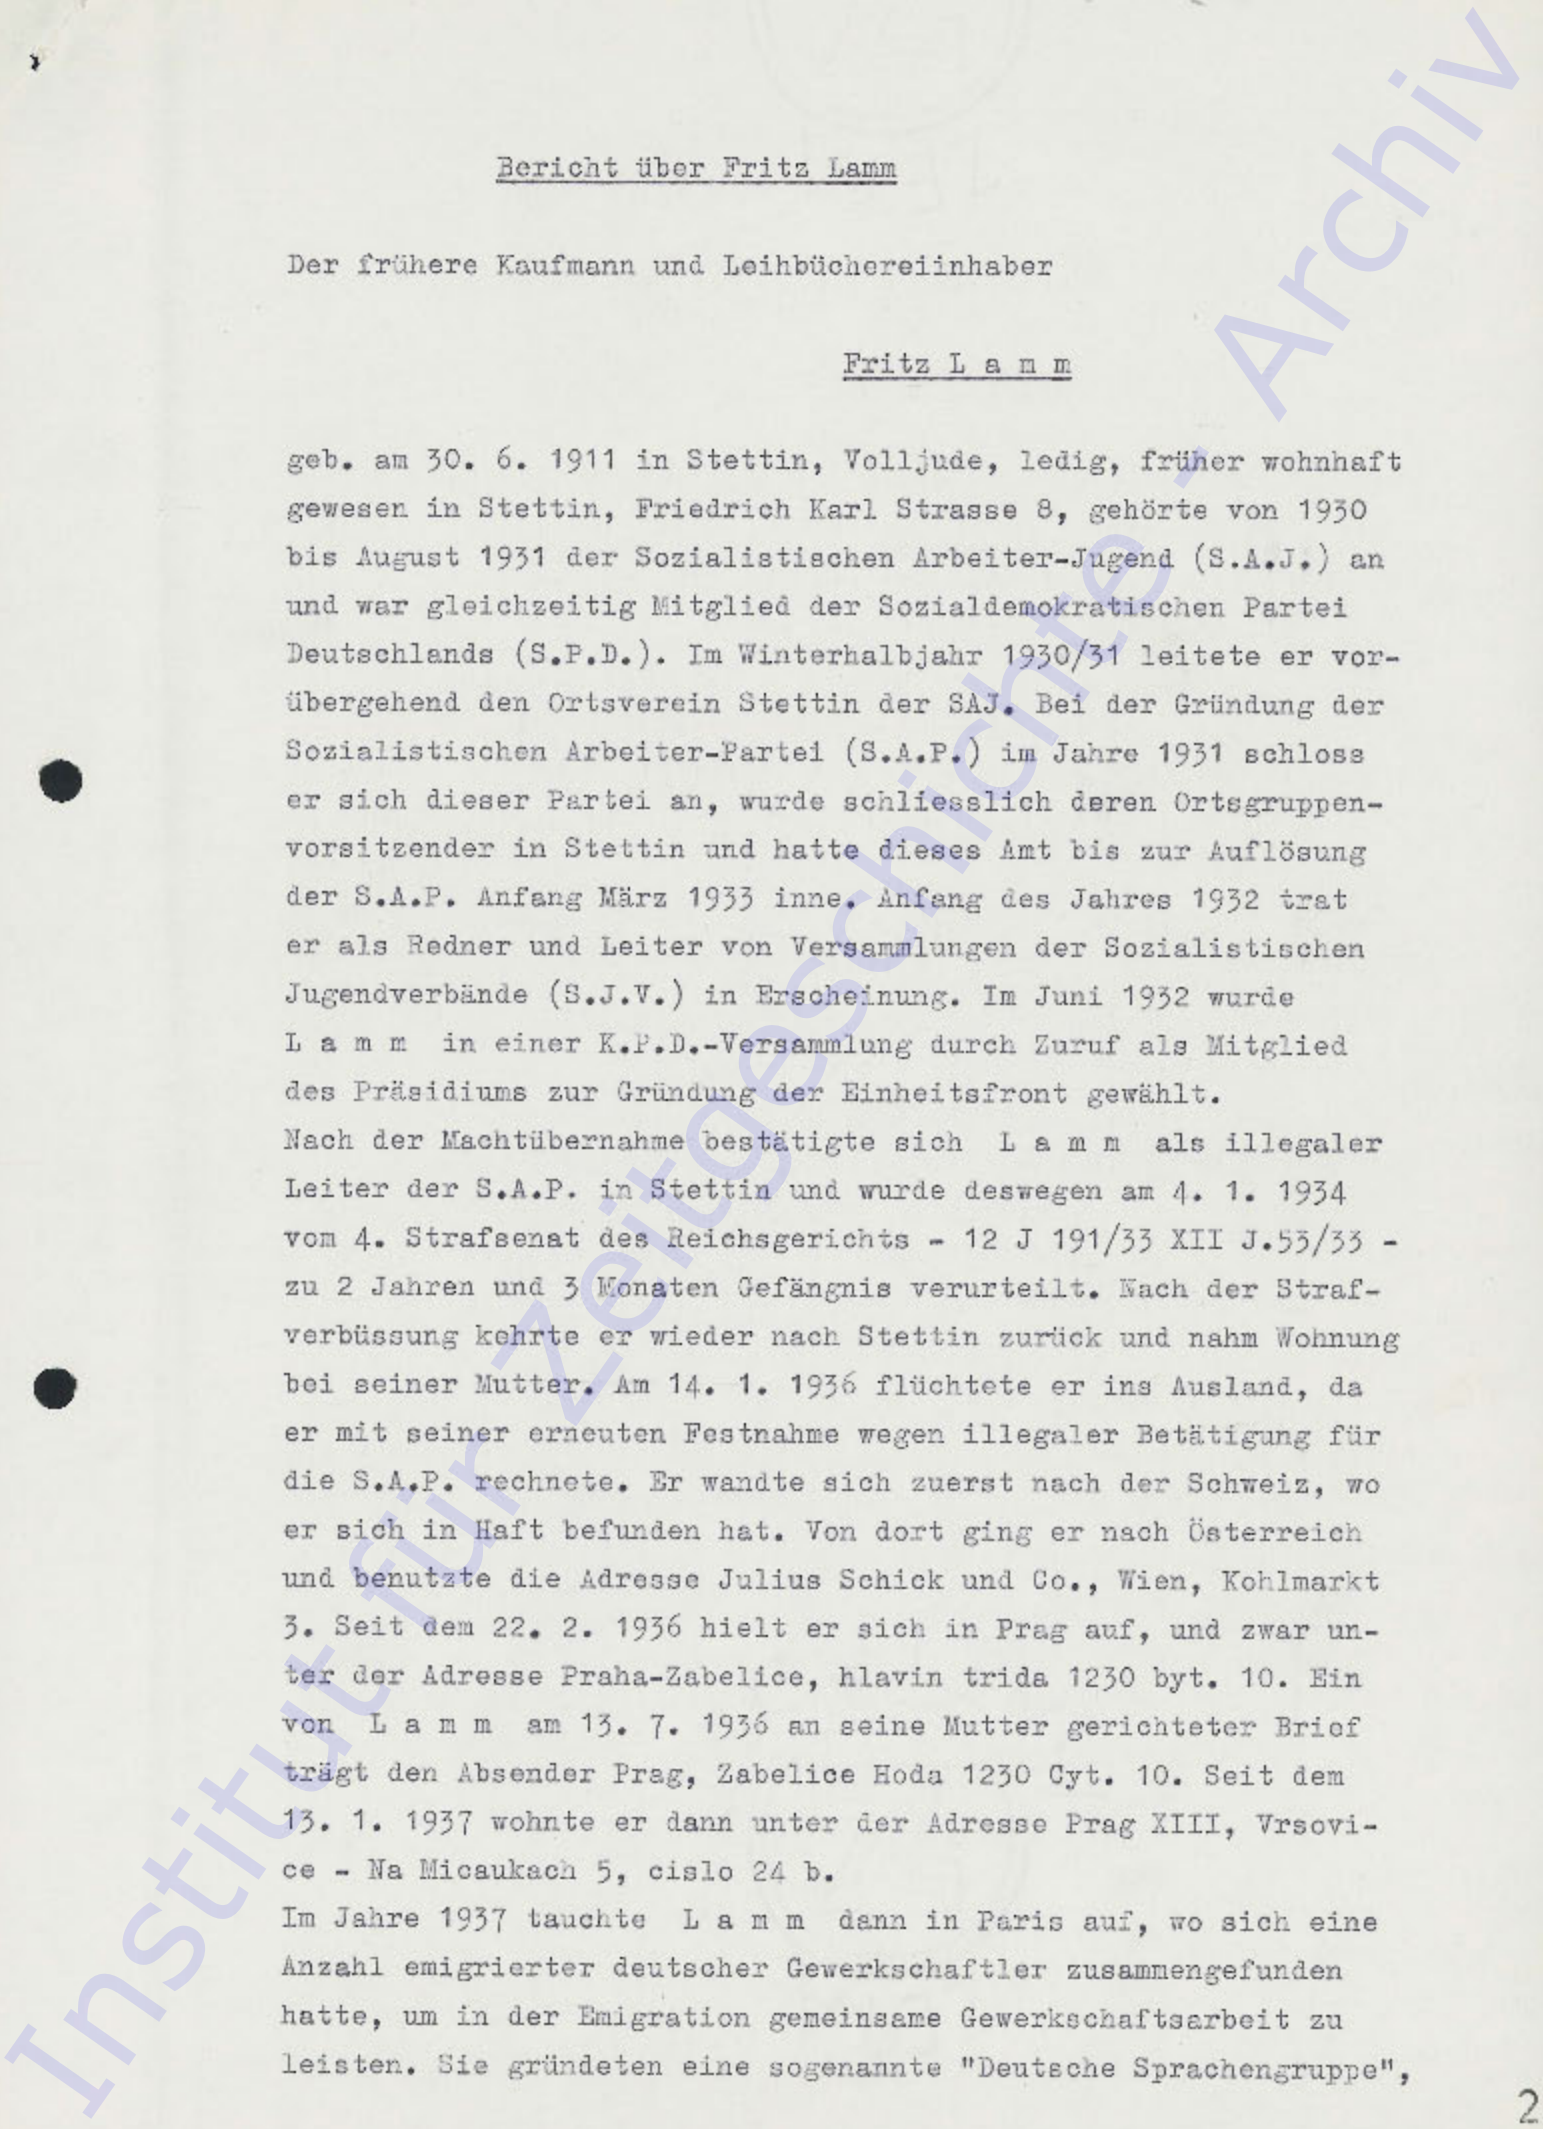 Bericht über Fritz Lamm
Der frühere Kaufmann und Leihbüchereiinhaber
Fritz L a m m
geb. am 30. 6. 1911 in Stettin, Volljude, ledig, früher wohnhaft
gewesen in Stettin, Friedrich Karl Strasse 8, gehörte von 1930
bis August 1931 der Sozialistischen Arbeiter-Jugend (S.A.J.) an
und war gleichzeitig Mitglied der Sozialdemokratischen Partei
Deutschlands (S.P.D.). Im Winterhalbjahr 1930/31 leitete er vor-
übergehend den Ortsverein Stettin der SAJ. Bei der Gründung der
Sozialistischen Arbeiter-Partei (S.A.P.) im Jahre 1931 schloss
er sich dieser Partei an, wurde schliesslich deren Ortsgruppen-
vorsitzender in Stettin und hatte dieses Amt bis zur Auflösung
der S.A.P. Anfang März 1933 inne. Anfang des Jahres 1932 trat
er als Redner und Leiter von Versammlungen der Sozialistischen
Jugendverbände (S.J.V.) in Erscheinung. Im Juni 1932 wurde
L a m m in einer K.P.D.-Versammlung durch Zuruf als Mitglied
des Präsidiums zur Gründung der Einheitsfront gewählt.
Nach der Machtübernahme bestätigte sich L a m m als illegaler
Leiter der S.A.P. in Stettin und wurde deswegen am 4. 1. 1934
vom 4. Strafsenat des Reichsgerichts - 12 J 191/33 XII J.53/33 -
zu 2 Jahren und 3 Monaten Gefängnis verurteilt. Nach der Straf-
verbüssung kehrte er wieder nach Stettin zurück und nahm Wohnung
bei seiner Mutter. Am 14. 1. 1936 flüchtete er ins Ausland, da
er mit seiner erneuten Festnahme wegen illegaler Betätigung für
die S.A.P. rechnete. Er wandte sich zuerst nach der Schweiz, wo
er sich in Haft befunden hat. Von dort ging er nach Österreich
und benutzte die Adresse Julius Schick und Co., Wien, Kohlmarkt
3. Seit dem 22. 2. 1936 hielt er sich in Prag auf, und zwar un-
ter der Adresse Praha-Zabelice, hlavin trida 1230 byt. 10. Ein
von L a m m am 13. 7. 1936 an seine Mutter gerichteter Brief
trägt den Absender Prag, Zabelice Hoda 1230 Cyt. 10. Seit dem
13. 1. 1937 wohnte er dann unter der Adresse Prag XIII, Vrsovi-
ce - Na Micaukach 5, cislo 24 b.
Im Jahre 1937 tauchte L a m m dann in Paris auf, wo sich eine
Anzahl emigrierter deutscher Gewerkschaftler zusammengefunden
hatte, um in der Emigration gemeinsame Gewerkschaftsarbeit zu
leisten. Sie gründeten eine sogenannte "Deutsche Sprachengruppe",
2
Institut für Zeitgeschichte - Archiv